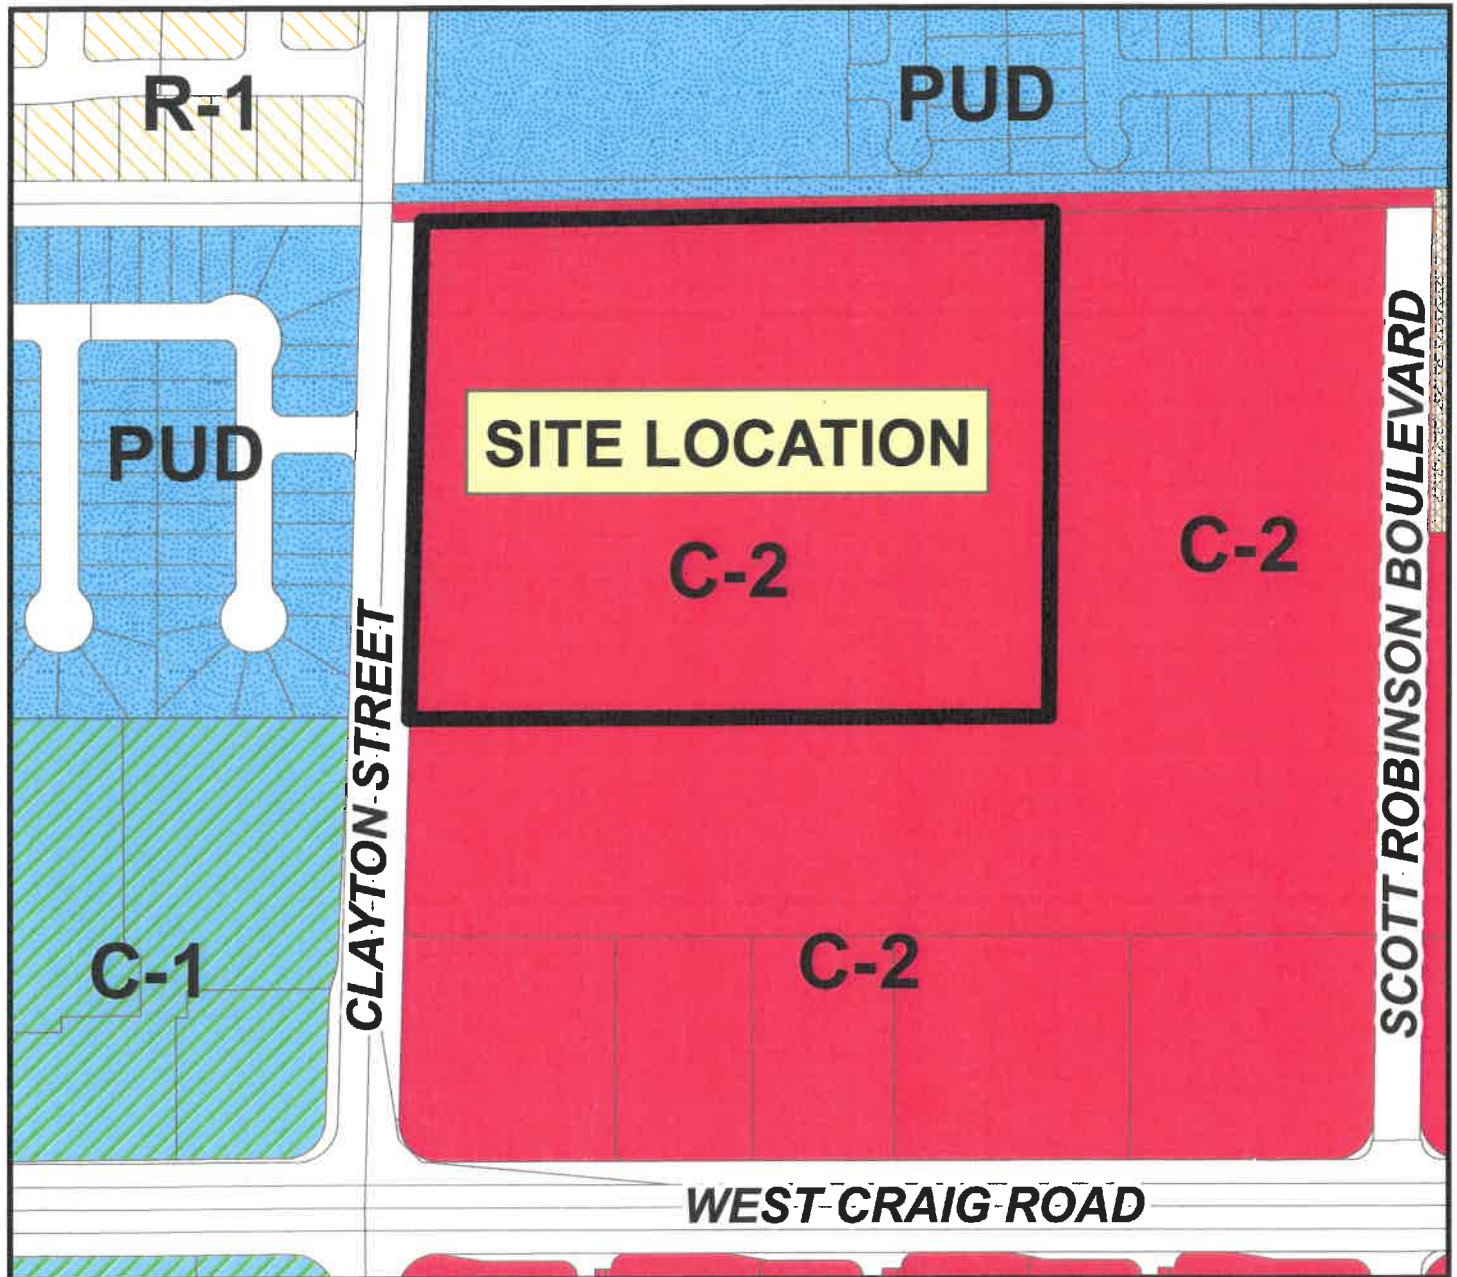 R-1
PUD
SITE LOCATION
PUD
C-2
C-2
SCOTT ROBINSON BOULEVARD
CLAYTON STREET
C-1
C-2
WEST CRAIG ROAD